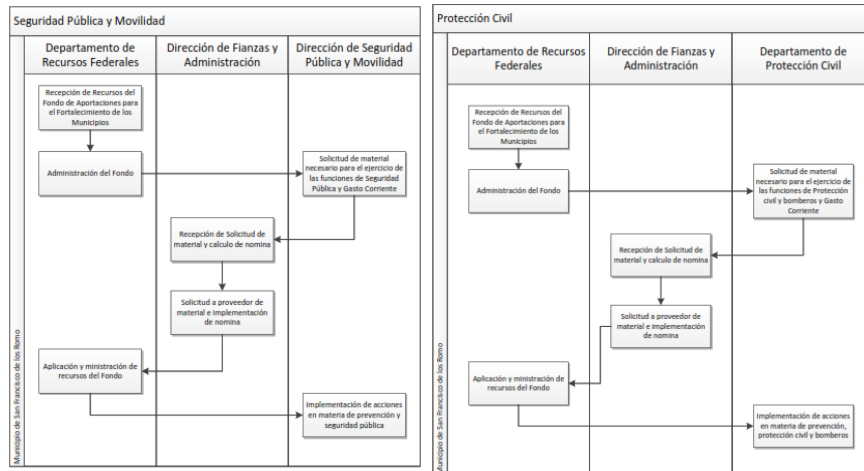 Seguridad Pública y Movilidad
Departamento de
Recursos Federales
Dirección de Fianzas y
Administración
Dirección de Seguridad
Pública y Movilidad
Recepción de Recursos del
Fondo de Aportaciones para
el Fortalecimiento de los
Municipios
Administración del Fondo
Solicitud de material
necesario para el ejercicio de
las funciones de Seguridad
Pública y Gasto Corriente
Recepción de Solicitud de
material y calculo de nomina
Solicitud a proveedor de
material e implementación
de nomina
Aplicación y ministración de
recursos del Fondo
Implementación de acciones
en materia de prevención y
seguridad pública
Municipio de San Francisco de los Romo
Protección Civil
Departamento de Recursos
Federales
Dirección de Fianzas y
Administración
Departamento de
Protección Civil
Recepción de Recursos del
Fondo de Aportaciones para
el Fortalecimiento de los
Municipios
Administración del Fondo
Solicitud de material
necesario para el ejercicio de
las funciones de Protección
civil y bomberos y Gasto
Corriente
Recepción de Solicitud de
material y calculo de nomina
Solicitud a proveedor de
material e implementación de
nomina
Aplicación y ministración de
recursos del Fondo
Implementación de acciones
en materia de prevención,
protección civil y bomberos
Municipio de San Francisco de los Romo